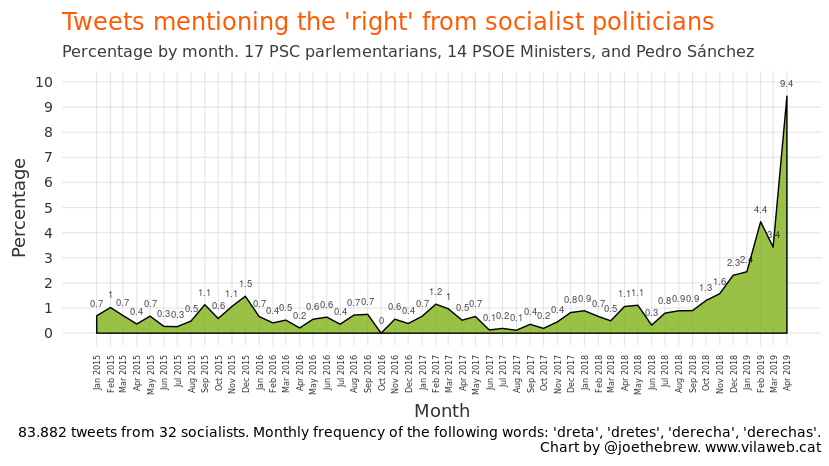 Tweets mentioning the 'right' from socialist politicians
Percentage by month. 17 PSC parlementarians, 14 PSOE Ministers, and Pedro Sánchez
Percentage
10
9
8
7
6
5
4
3
2
1
0
0.7 1 0.7 0.4 0.7 0.3 0.3 0.5 1.1 0.6 1.1 1.5 0.7 0.4 0.5 0.2 0.6 0.6 0.4 0.7 0.7 0 0.6 0.4 0.7 1.2 1 0.5 0.7 0.1 0.2 0.1 0.4 0.2 0.4 0.8 0.9 0.7 0.5 1.1 1.1 0.3 0.8 0.9 0.9 1.3 1.6 2.3 2.4 4.4 3.4 9.4
Jan 2015 Feb 2015 Mar 2015 Apr 2015 May 2015 Jun 2015 Jul 2015 Aug 2015 Sep 2015 Oct 2015 Nov 2015 Dec 2015 Jan 2016 Feb 2016 Mar 2016 Apr 2016 May 2016 Jun 2016 Jul 2016 Aug 2016 Sep 2016 Oct 2016 Nov 2016 Dec 2016 Jan 2017 Feb 2017 Mar 2017 Apr 2017 May 2017 Jun 2017 Jul 2017 Aug 2017 Sep 2017 Oct 2017 Nov 2017 Dec 2017 Jan 2018 Feb 2018 Mar 2018 Apr 2018 May 2018 Jun 2018 Jul 2018 Aug 2018 Sep 2018 Oct 2018 Nov 2018 Dec 2018 Jan 2019 Feb 2019 Mar 2019 Apr 2019
Month
83.882 tweets from 32 socialists. Monthly frequency of the following words: 'dreta', 'dretes', 'derecha', 'derechas'.
Chart by @joethebrew. www.vilaweb.cat